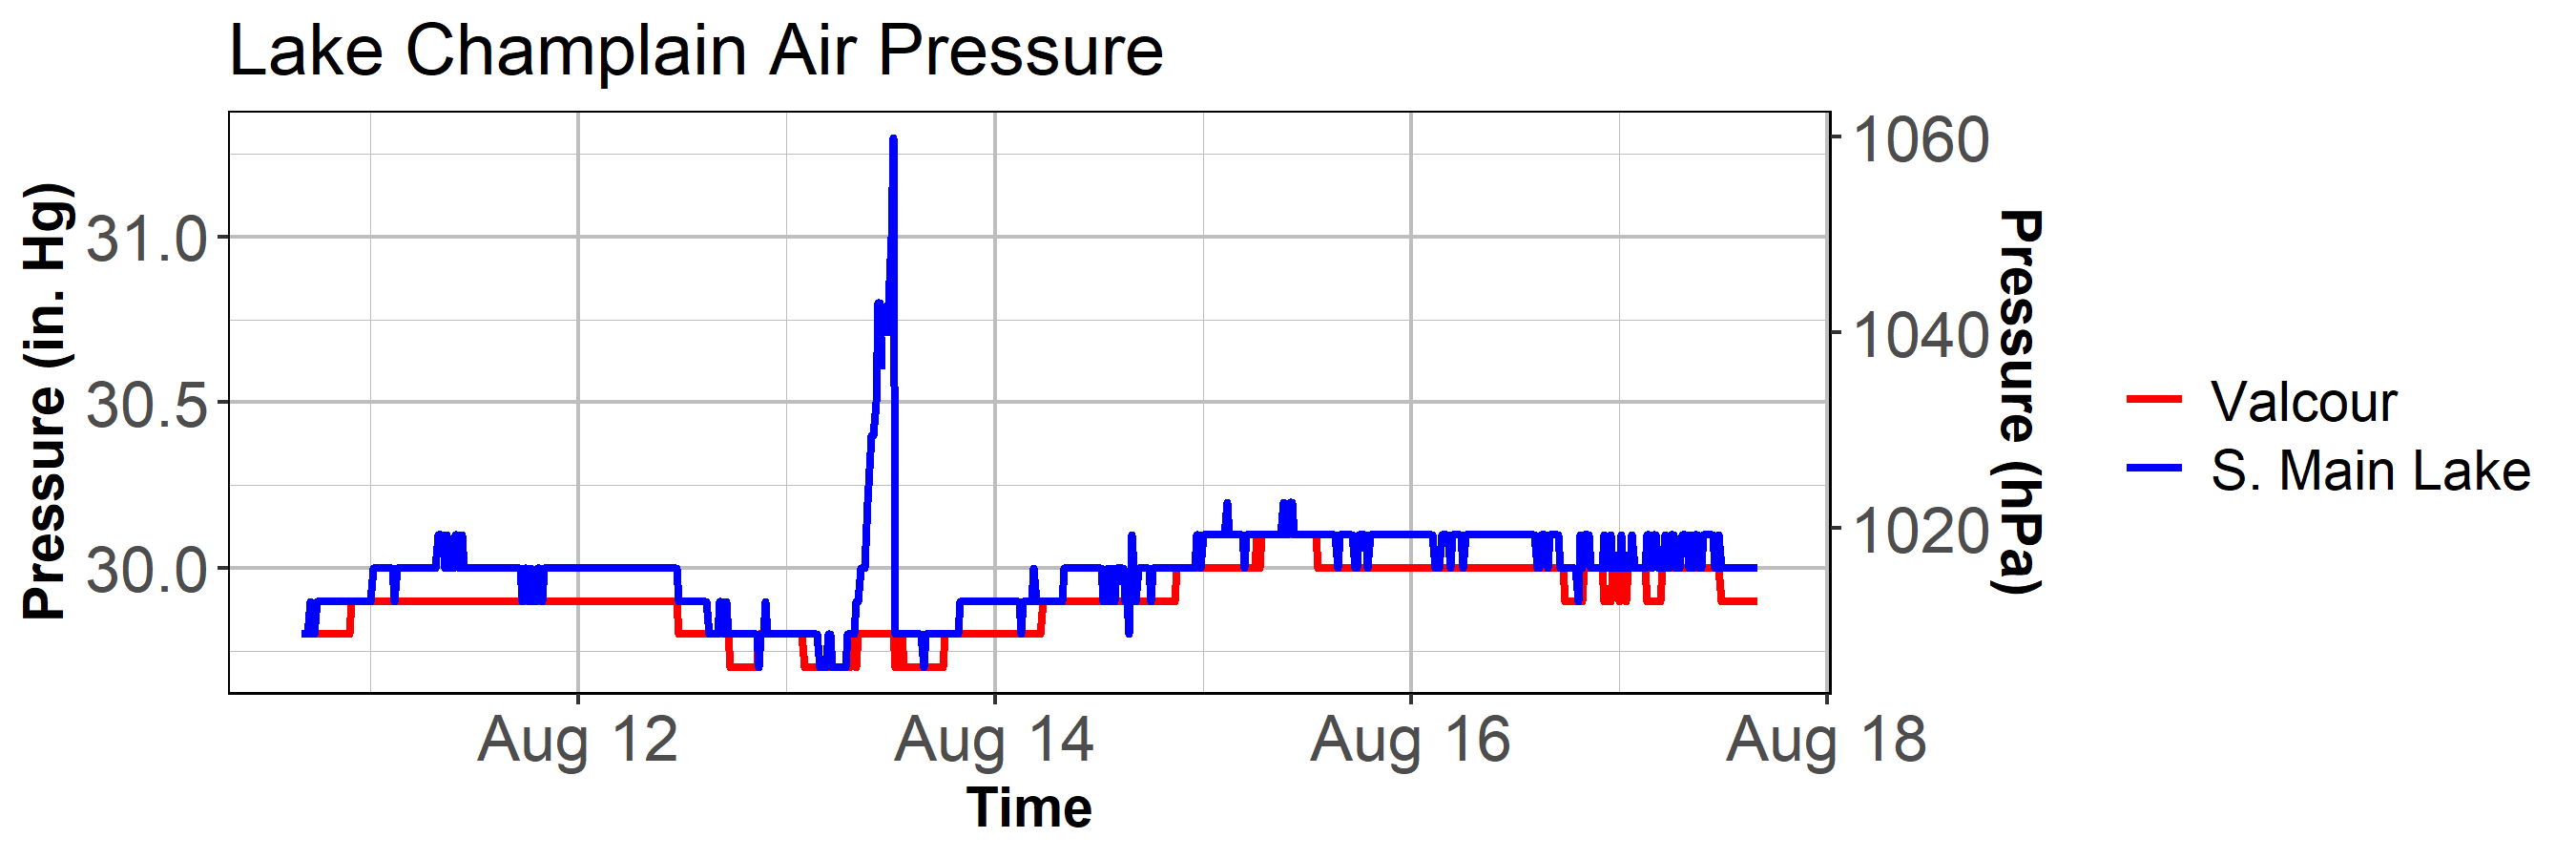 Lake Champlain Air Pressure
Pressure (in. Hg)
31.0
30.5
30.0
1060
1040
1020
Pressure (hPa)
Valcour
S. Main Lake
Aug 12
Aug 14
Aug 16
Aug 18
Time